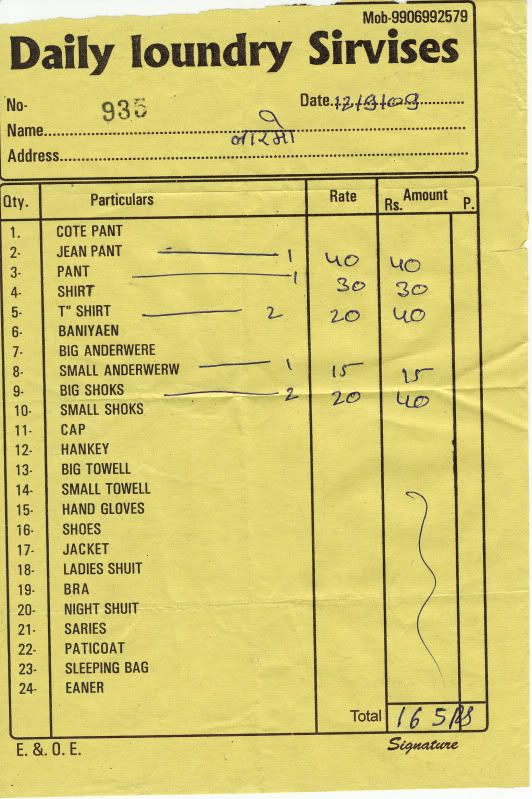 Mob-9906992579
Daily loundry Sirvises
No- 935 Date. 12/9/09
Name
Address
Qty. Particulars Rate Amount
Rs. P.
1. COTE PANT
2- JEAN PANT 1 40 40
3- PANT 1 30 30
4- SHIRT
5- T" SHIRT 2 20 40
6- BANIYAEN
7- BIG ANDERWERE
8- SMALL ANDERWERW 1 15 15
9- BIG SHOKS 2 20 40
10- SMALL SHOKS
11- CAP
12- HANKEY
13- BIG TOWELL
14- SMALL TOWELL
15- HAND GLOVES
16- SHOES
17- JACKET
18- LADIES SHUIT
19- BRA
20- NIGHT SHUIT
21- SARIES
22- PATICOAT
23- SLEEPING BAG
24- EANER
Total 165 RS
E. & O. E. Signature